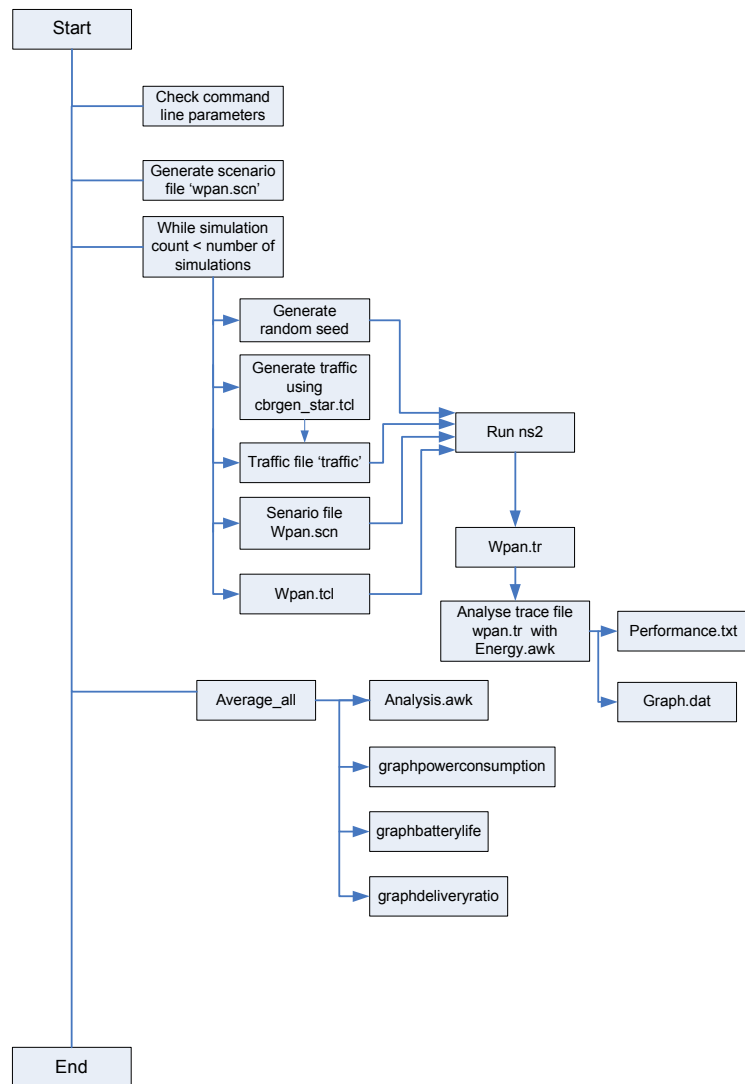 Start
Check command
line parameters
Generate scenario
file ‘wpan.scn’
While simulation
count < number of
simulations
Generate
random seed
Generate traffic
using
cbrgen_star.tcl
Traffic file ‘traffic’
Senario file
Wpan.scn
Wpan.tcl
Run ns2
Wpan.tr
Analyse trace file
wpan.tr with
Energy.awk
Performance.txt
Graph.dat
Average_all
Analysis.awk
graphpowerconsumption
graphbatterylife
graphdeliveryratio
End